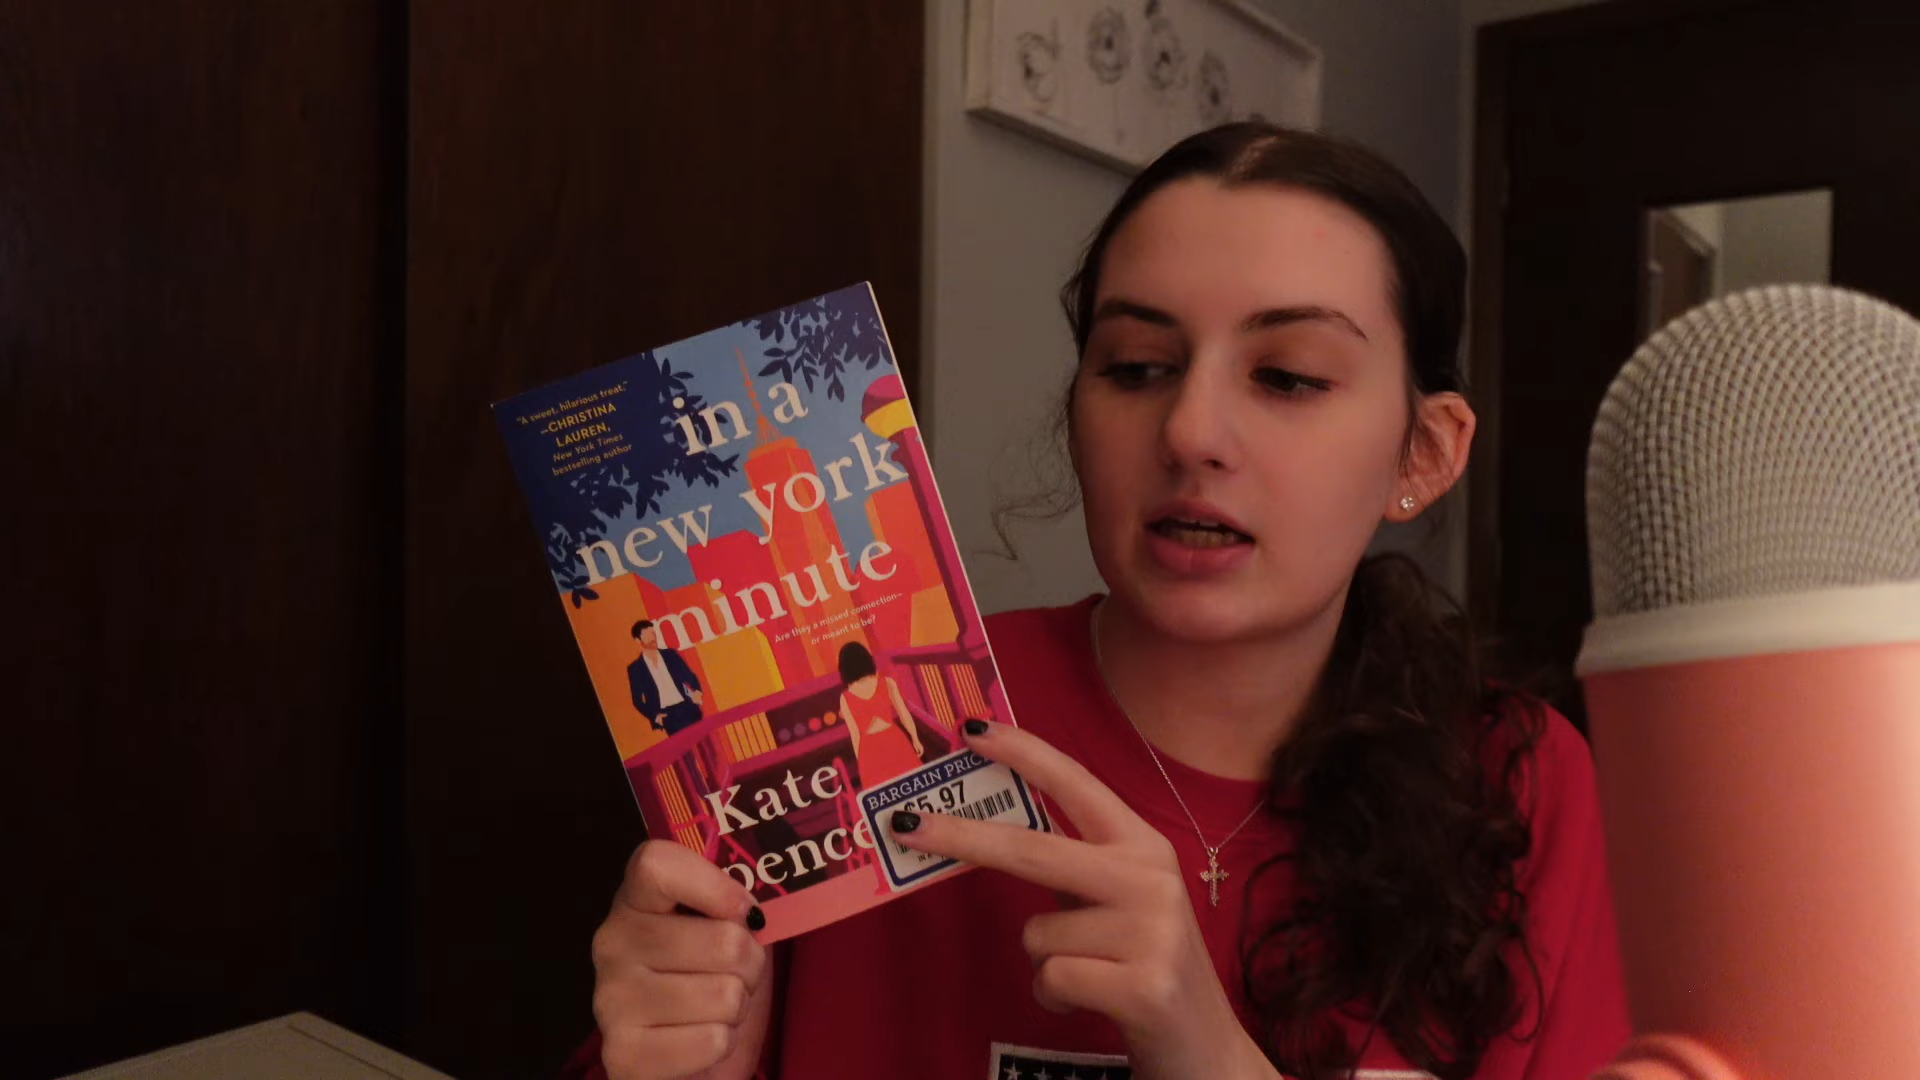 "A sweet, hilarious treat."
—CHRISTINA
LAUREN,
New York Times
bestselling author
in a
new york
minute
Are they a missed connection—
or meant to be?
Kate
pence
BARGAIN PRIC
$5.97